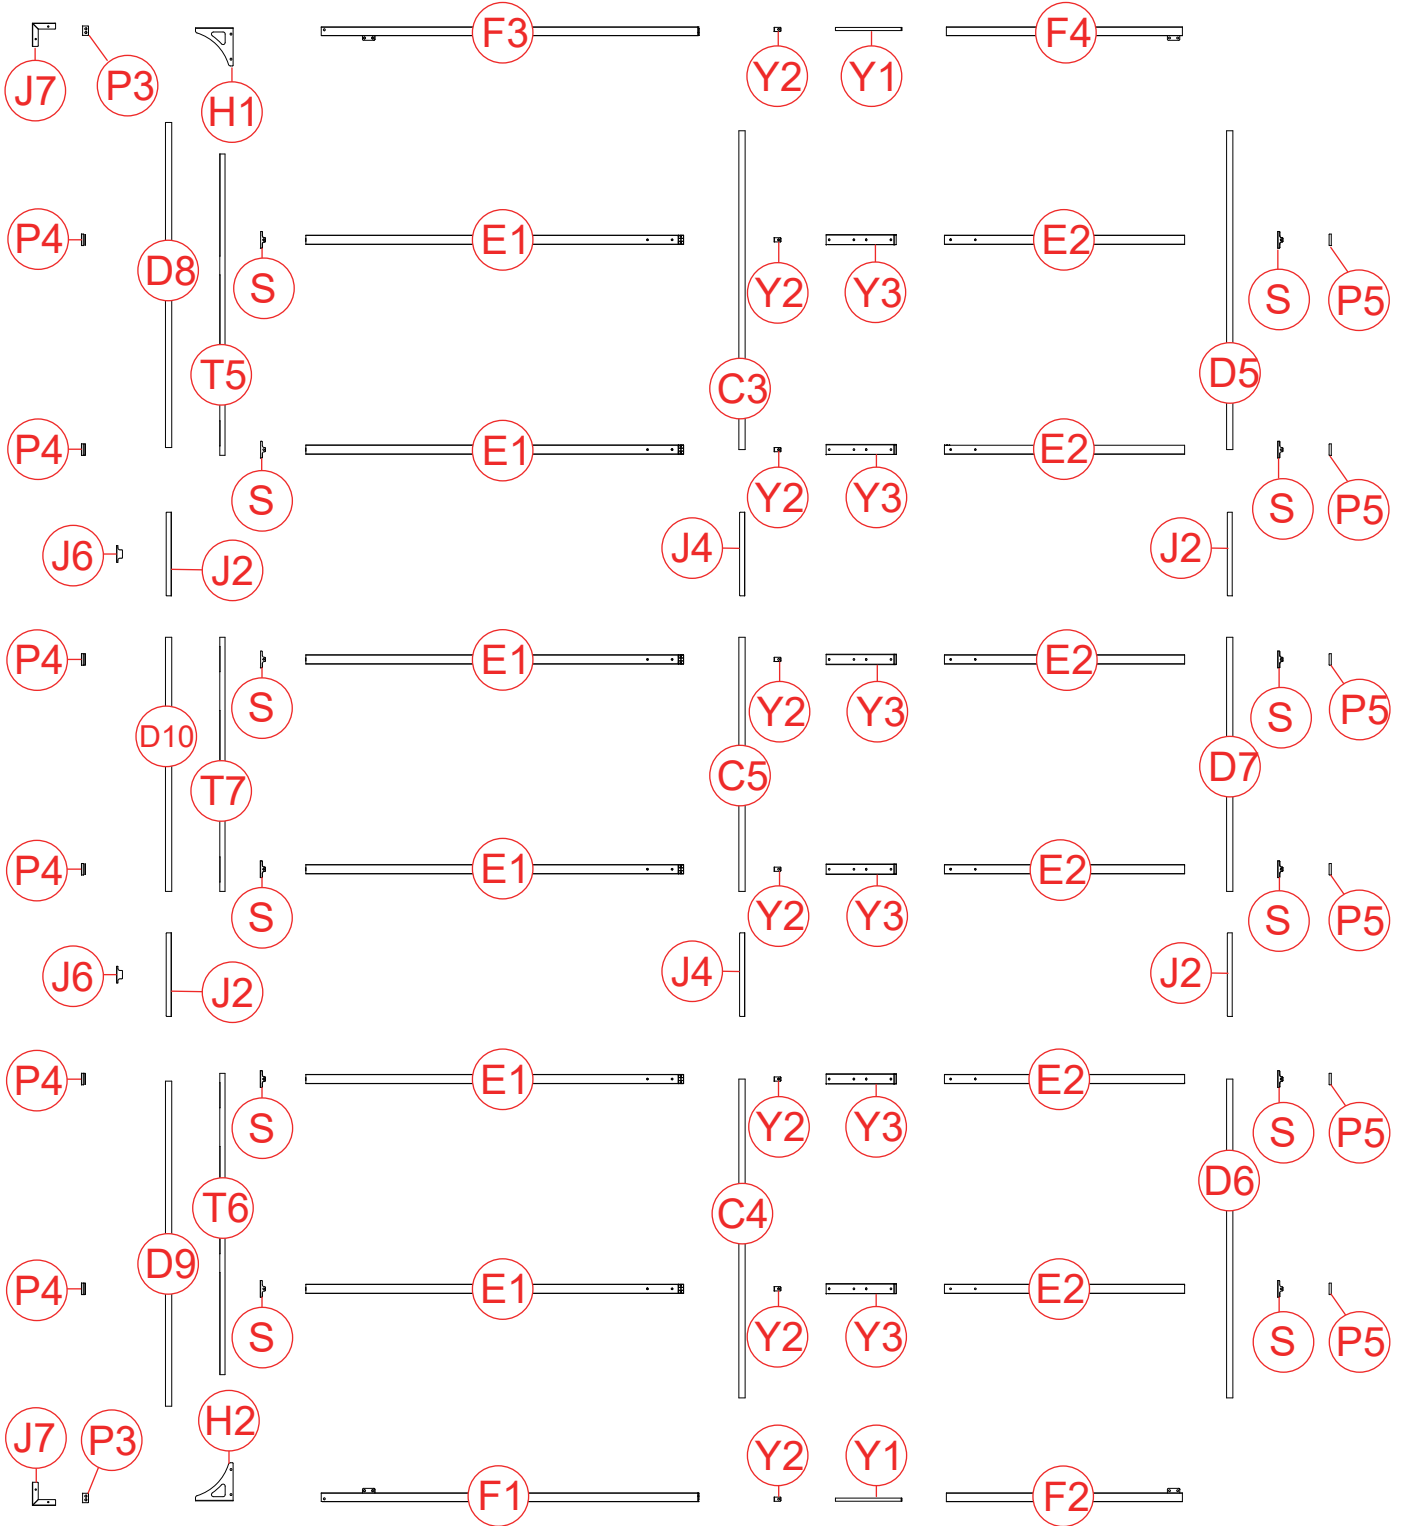 F3 F4
J7 P3 H1 Y2 Y1
P4 D8 S E1 Y2 Y3 E2 S P5
T5 C3 D5
P4 S E1 Y2 Y3 E2 S P5
J6 J2 J4 J2
P4 S E1 Y2 Y3 E2 S P5
D10 T7 C5 D7
P4 S E1 Y2 Y3 E2 S P5
J6 J2 J4 J2
P4 S E1 Y2 Y3 E2 S P5
T6 C4 D6
P4 D9 S E1 Y2 Y3 E2 S P5
J7 P3 H2 Y2 Y1
F1 F2